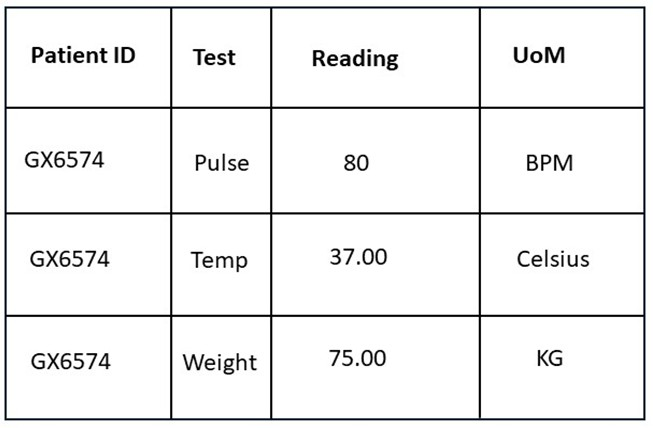 Patient ID Test Reading UoM
GX6574 Pulse 80 BPM
GX6574 Temp 37.00 Celsius
GX6574 Weight 75.00 KG